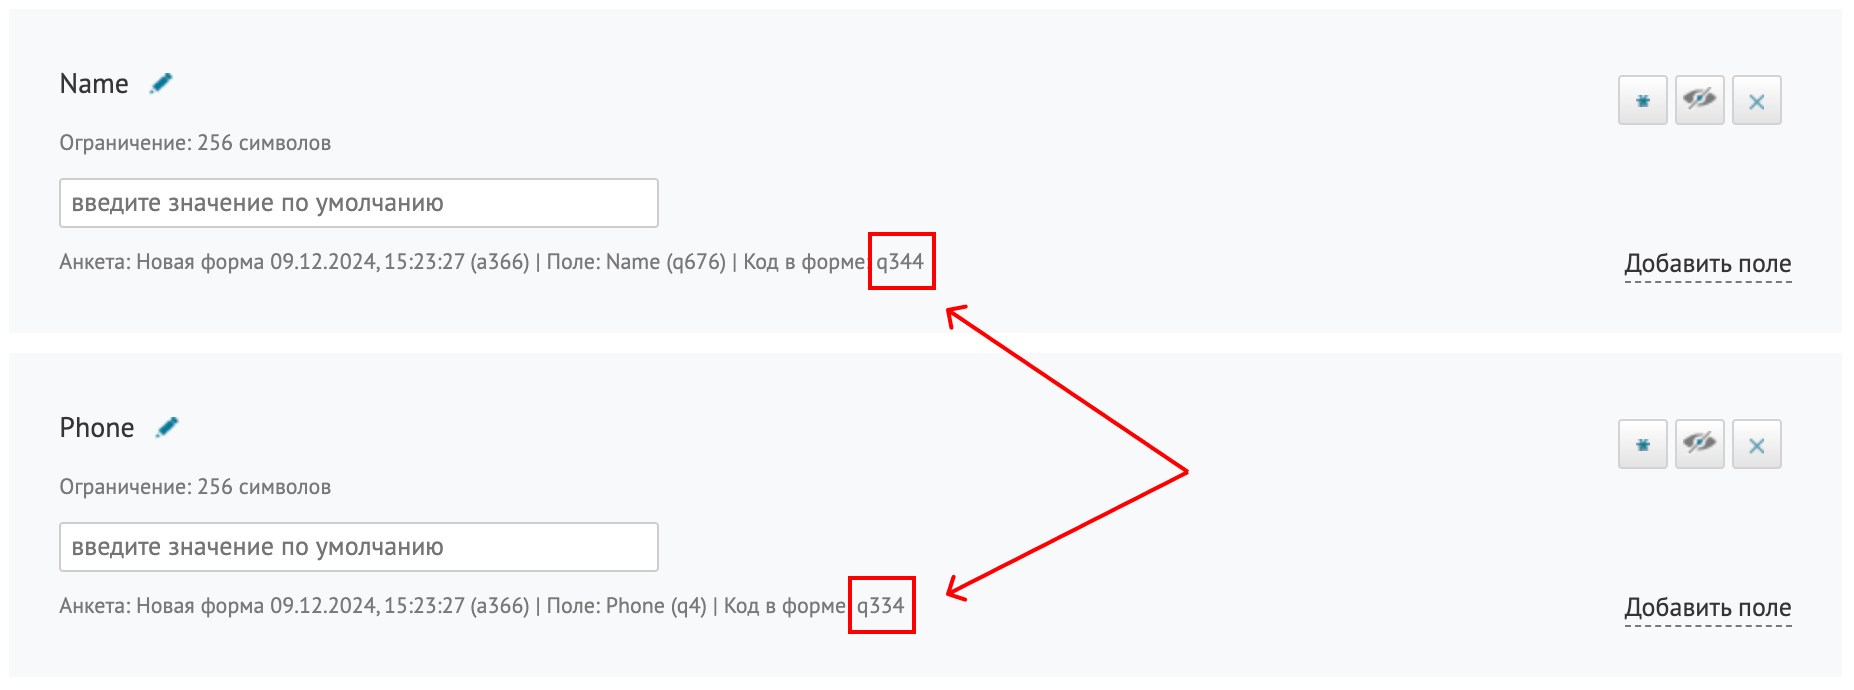 Name
Ограничение: 256 символов
введите значение по умолчанию
Анкета: Новая форма 09.12.2024, 15:23:27 (a366) | Поле: Name (q676) | Код в форме: q344
Добавить поле
Phone
Ограничение: 256 символов
введите значение по умолчанию
Анкета: Новая форма 09.12.2024, 15:23:27 (a366) | Поле: Phone (q4) | Код в форме: q334
Добавить поле